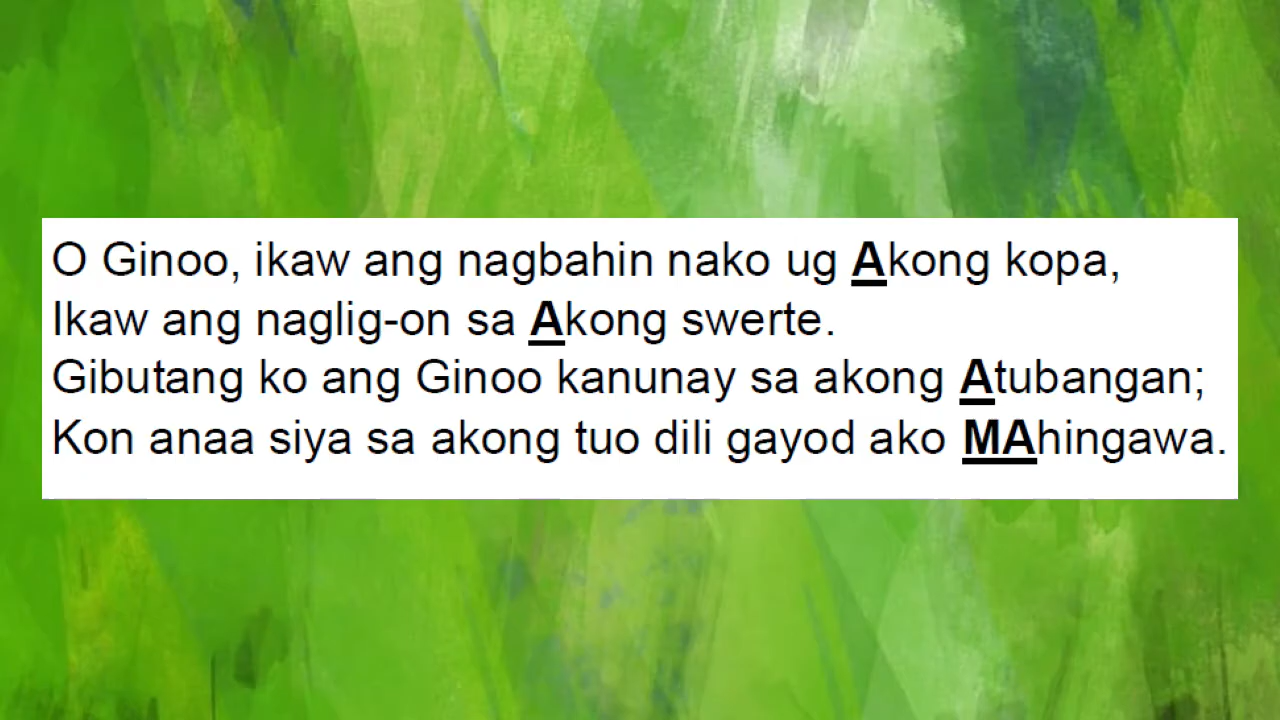 O Ginoo, ikaw ang nagbahin nako ug Akong kopa,
Ikaw ang naglig-on sa Akong swerte.
Gibutang ko ang Ginoo kanunay sa akong Atubangan;
Kon anaa siya sa akong tuo dili gayod ako MAhingawa.